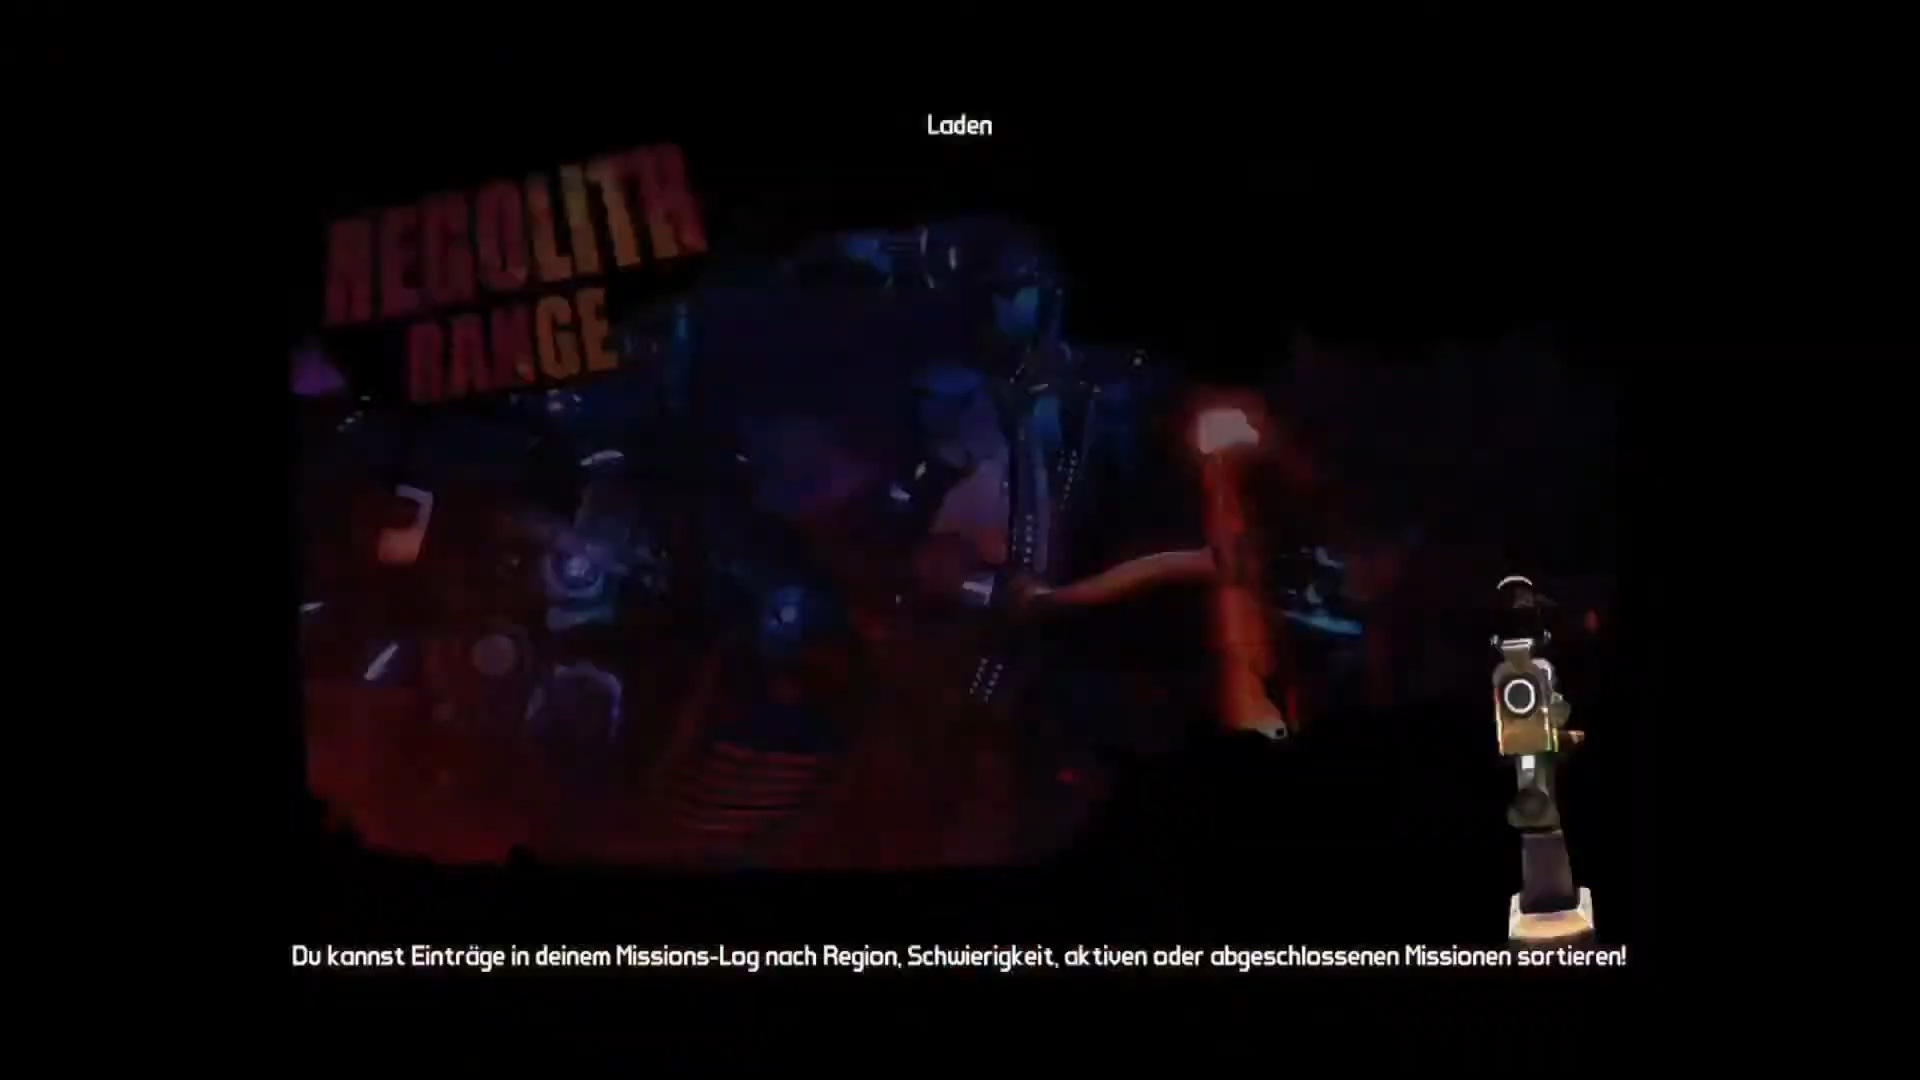 Laden
REGOLITH
RANGE
Du kannst Einträge in deinem Missions-Log nach Region, Schwierigkeit, aktiven oder abgeschlossenen Missionen sortieren!